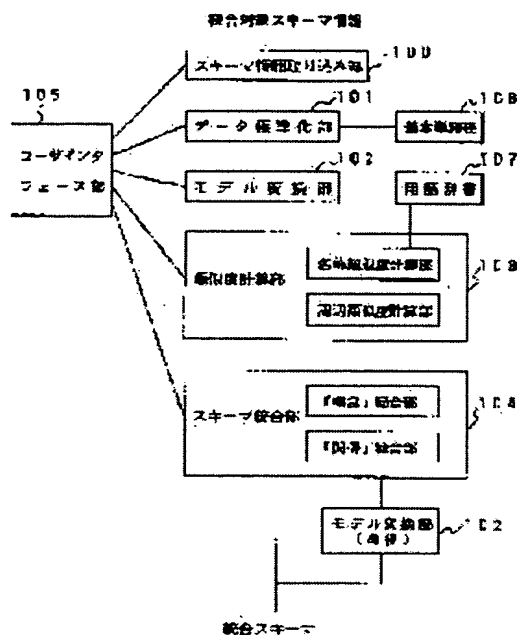 統合対象スキーマ情報
100
スキーマ情報取り込み部
105
101
108
データ標準化部
基本単語辞
ユーザインタ
フェース部
102
107
モデル変換部
用語辞書
名称類似度計算部
103
類似度計算部
周辺類似度計算部
104
「概念」統合部
スキーマ統合部
「関係」統合部
モデル変換部
102
統合スキーマ